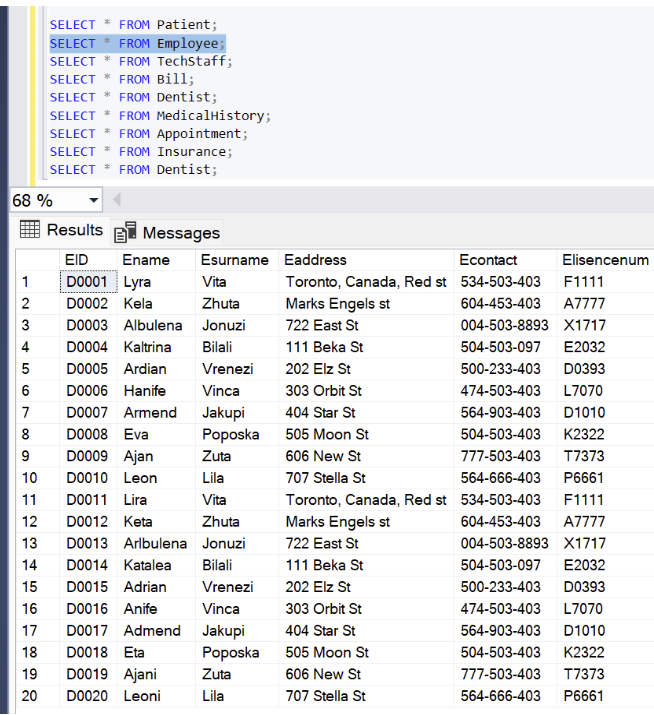 SELECT * FROM Patient;
SELECT * FROM Employee;
SELECT * FROM TechStaff;
SELECT * FROM Bill;
SELECT * FROM Dentist;
SELECT * FROM MedicalHistory;
SELECT * FROM Appointment;
SELECT * FROM Insurance;
SELECT * FROM Dentist;
68 %
Results Messages
EID Ename Esurname Eaddress Econtact Elisencenum
1 D0001 Lyra Vita Toronto, Canada, Red st 534-503-403 F1111
2 D0002 Kela Zhuta Marks Engels st 604-453-403 A7777
3 D0003 Albulena Jonuzi 722 East St 004-503-8893 X1717
4 D0004 Kaltrina Bilali 111 Beka St 504-503-097 E2032
5 D0005 Ardian Vrenezi 202 Elz St 500-233-403 D0393
6 D0006 Hanife Vinca 303 Orbit St 474-503-403 L7070
7 D0007 Armend Jakupi 404 Star St 564-903-403 D1010
8 D0008 Eva Poposka 505 Moon St 504-503-403 K2322
9 D0009 Ajan Zuta 606 New St 777-503-403 T7373
10 D0010 Leon Lila 707 Stella St 564-666-403 P6661
11 D0011 Lira Vita Toronto, Canada, Red st 534-503-403 F1111
12 D0012 Keta Zhuta Marks Engels st 604-453-403 A7777
13 D0013 Arlbulena Jonuzi 722 East St 004-503-8893 X1717
14 D0014 Katalea Bilali 111 Beka St 504-503-097 E2032
15 D0015 Adrian Vrenezi 202 Elz St 500-233-403 D0393
16 D0016 Anife Vinca 303 Orbit St 474-503-403 L7070
17 D0017 Admend Jakupi 404 Star St 564-903-403 D1010
18 D0018 Eta Poposka 505 Moon St 504-503-403 K2322
19 D0019 Ajani Zuta 606 New St 777-503-403 T7373
20 D0020 Leoni Lila 707 Stella St 564-666-403 P6661